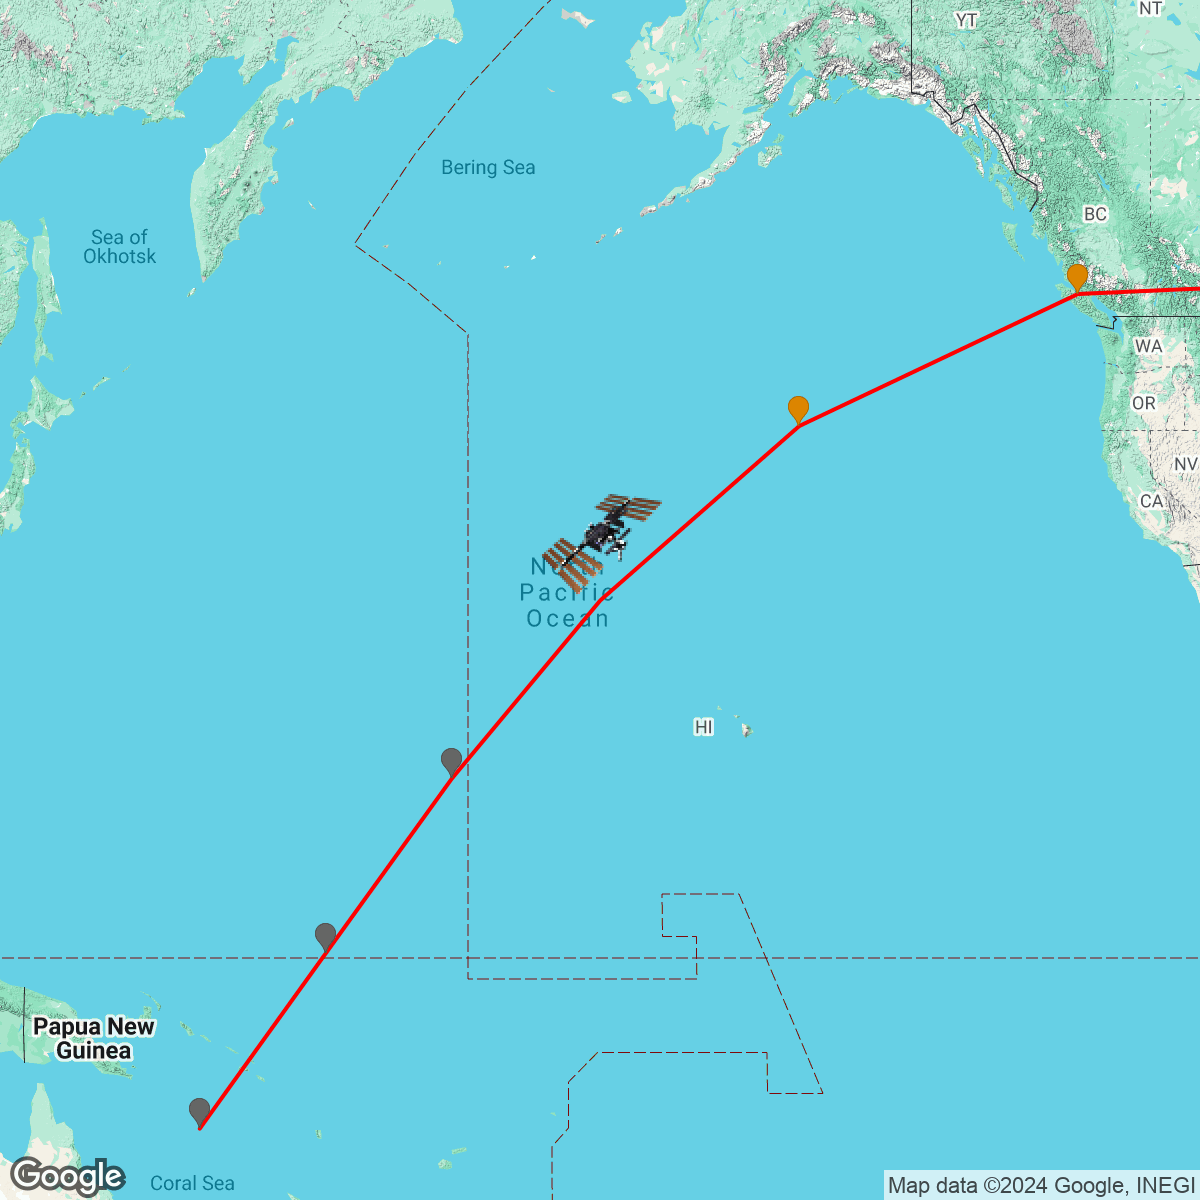 YT
NT
Bering Sea
BC
Sea of
Okhotsk
WA
OR
NV
CA
North
Pacific
Ocean
HI
Papua New
Guinea
Google
Coral Sea
Map data ©2024 Google, INEGI